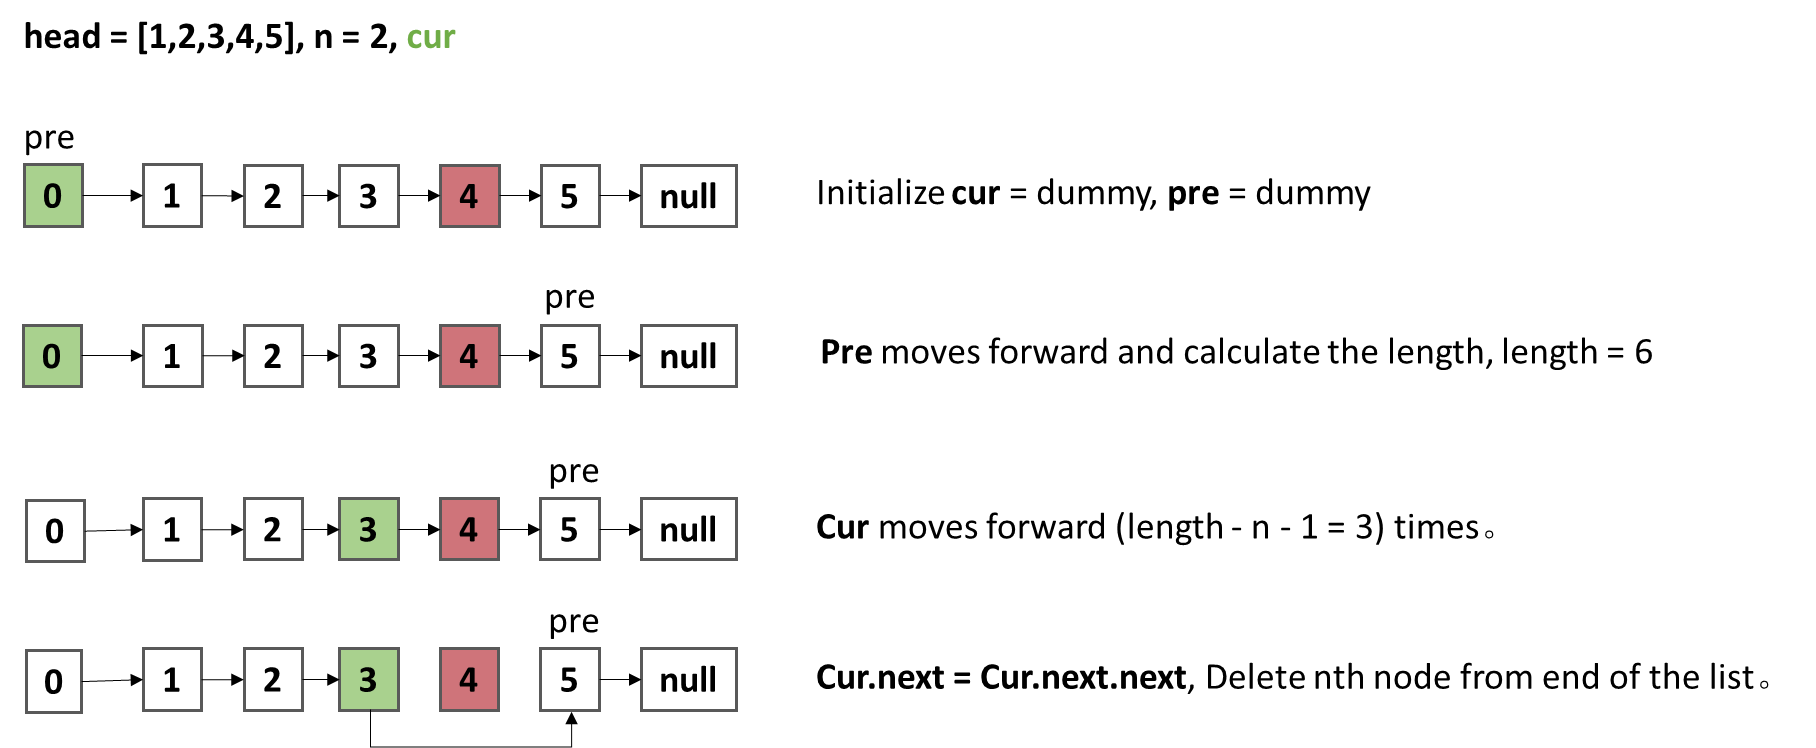 head = [1,2,3,4,5], n = 2, cur
pre
0 1 2 3 4 5 null
Initialize cur = dummy, pre = dummy
pre
0 1 2 3 4 5 null
Pre moves forward and calculate the length, length = 6
pre
0 1 2 3 4 5 null
Cur moves forward (length - n - 1 = 3) times。
pre
0 1 2 3 4 5 null
Cur.next = Cur.next.next, Delete nth node from end of the list。